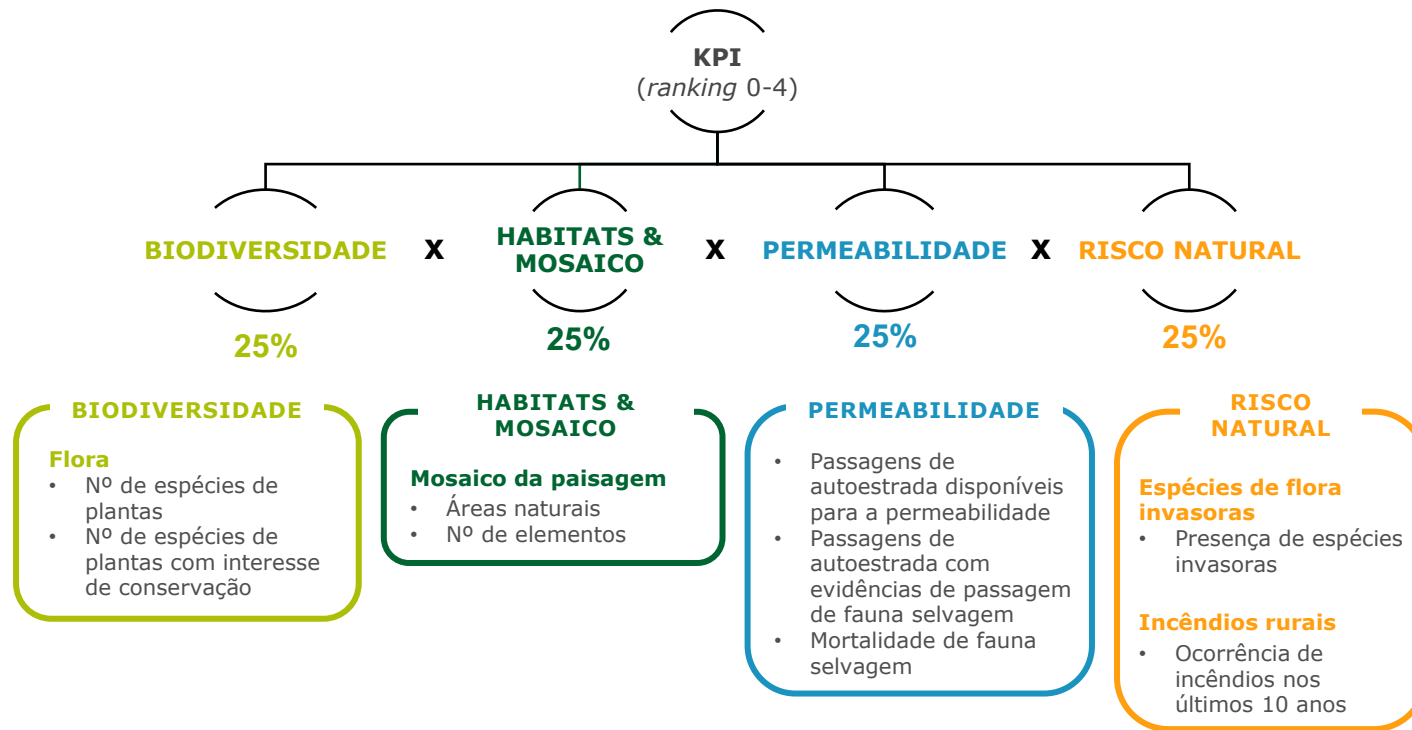 KPI
(ranking 0-4)
BIODIVERSIDADE
X
HABITATS &
MOSAICO
X
PERMEABILIDADE
X
RISCO NATURAL
25%
25%
25%
25%
BIODIVERSIDADE
Flora
• Nº de espécies de
plantas
• Nº de espécies de
plantas com interesse
de conservação
HABITATS &
MOSAICO
Mosaico da paisagem
• Áreas naturais
• Nº de elementos
PERMEABILIDADE
• Passagens de
autoestrada disponíveis
para a permeabilidade
• Passagens de
autoestrada com
evidências de passagem
de fauna selvagem
• Mortalidade de fauna
selvagem
RISCO
NATURAL
Espécies de flora
invasoras
• Presença de espécies
invasoras
Incêndios rurais
• Ocorrência de
incêndios nos
últimos 10 anos